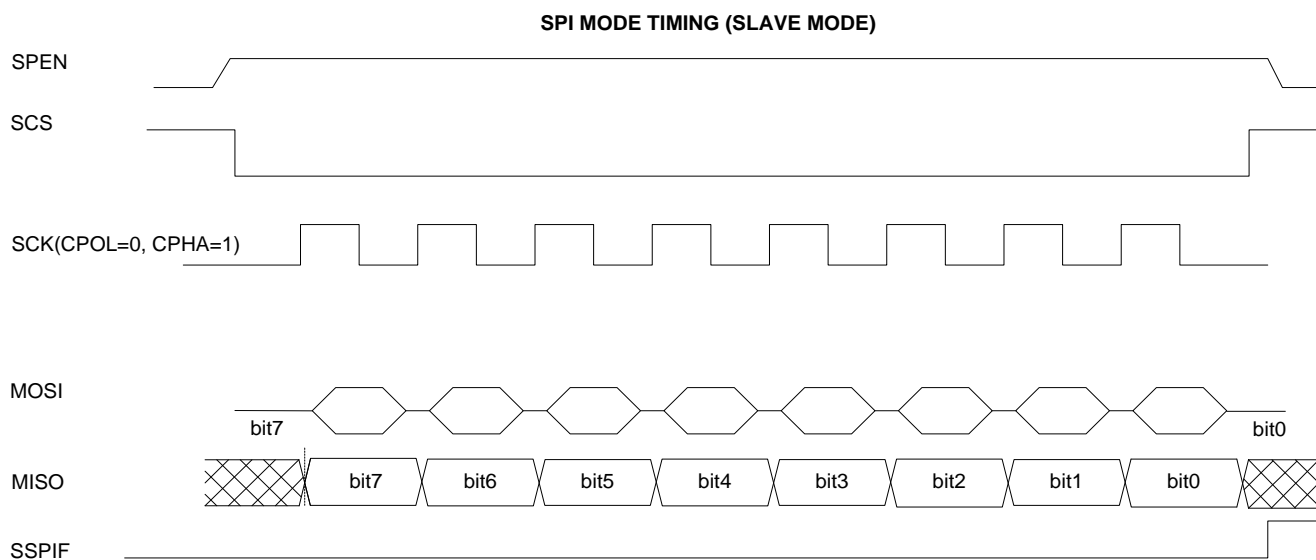 SPI MODE TIMING (SLAVE MODE)
SPEN
SCS
SCK(CPOL=0, CPHA=1)
MOSI
bit7 bit0
MISO bit7 bit6 bit5 bit4 bit3 bit2 bit1 bit0
SSPIF